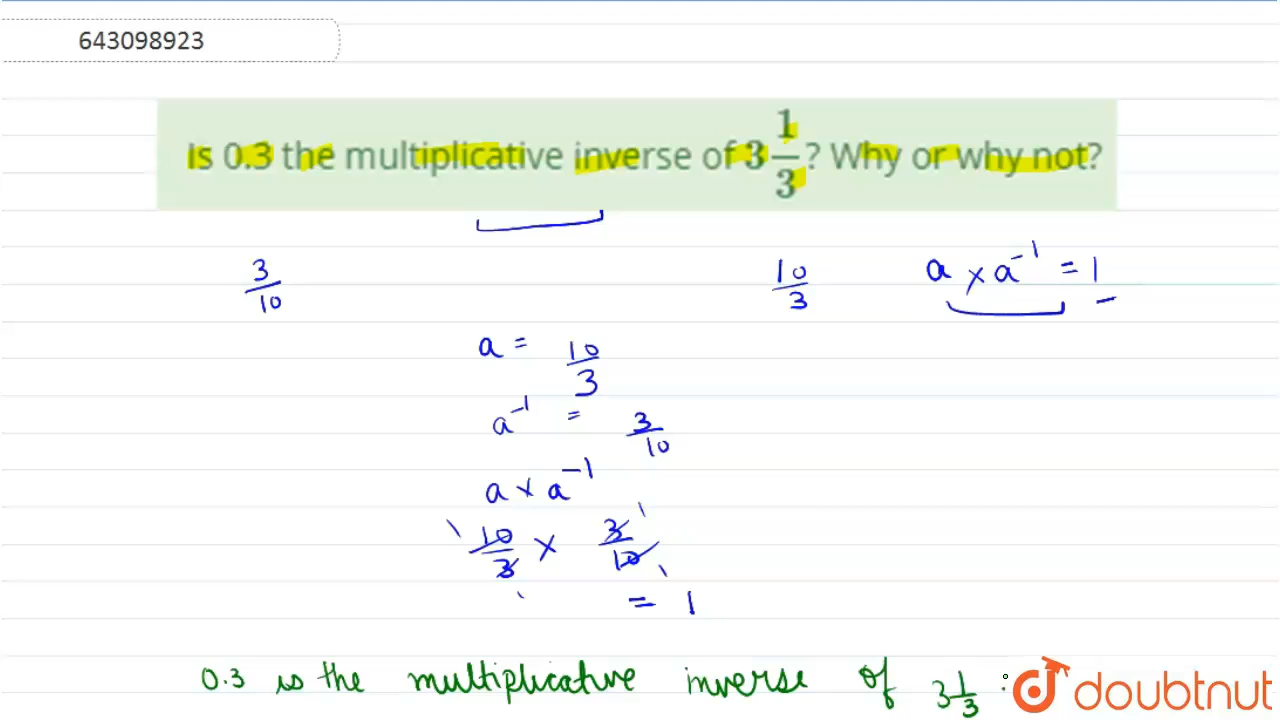 643098923
Is 0.3 the multiplicative inverse of 3 1/3? Why or why not?
3/10 10/3 a × a⁻¹ = 1
a = 10/3
a⁻¹ = 3/10
a × a⁻¹
10/3 × 3/10
= 1
0.3 is the multiplicative inverse of 3 1/3 :
doubtnut